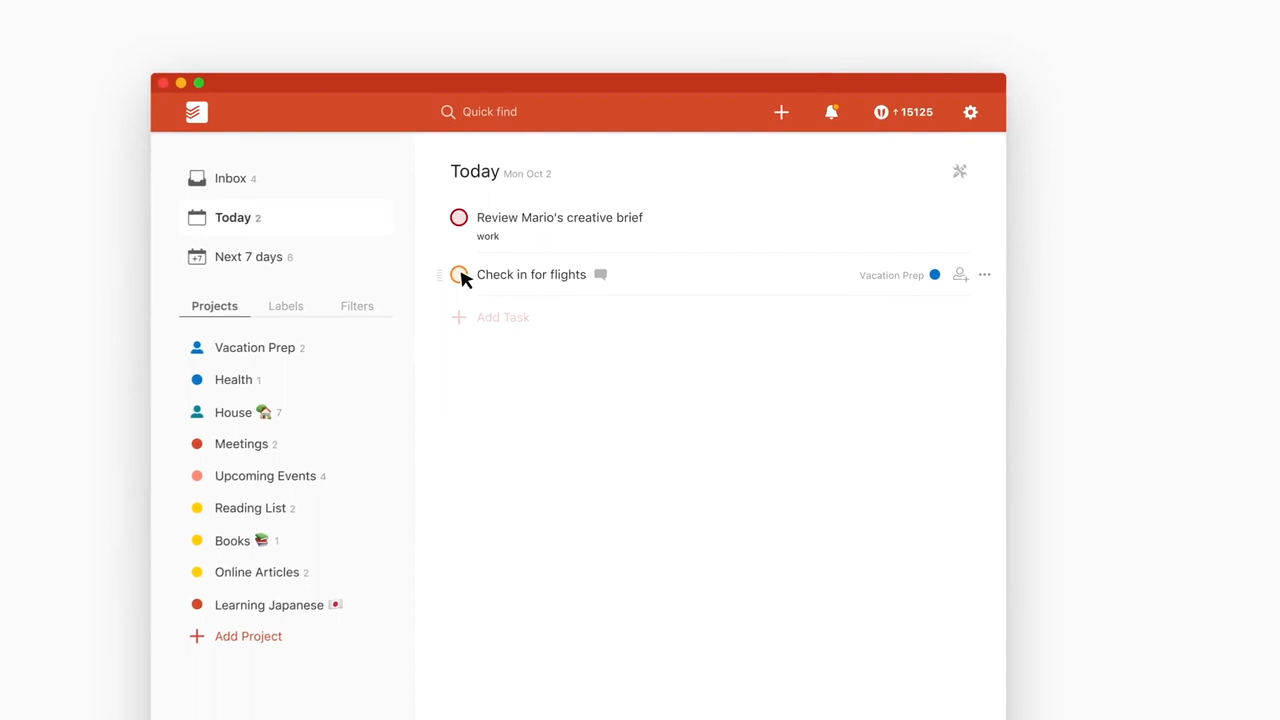 Quick find
↑ 15125
Inbox 4
Today 2
+7 Next 7 days 6
Projects Labels Filters
Vacation Prep 2
Health 1
House 🏡 7
Meetings 2
Upcoming Events 4
Reading List 2
Books 📚 1
Online Articles 2
Learning Japanese 🇯🇵
+ Add Project
Today Mon Oct 2
Review Mario's creative brief
work
Check in for flights Vacation Prep
+ Add Task